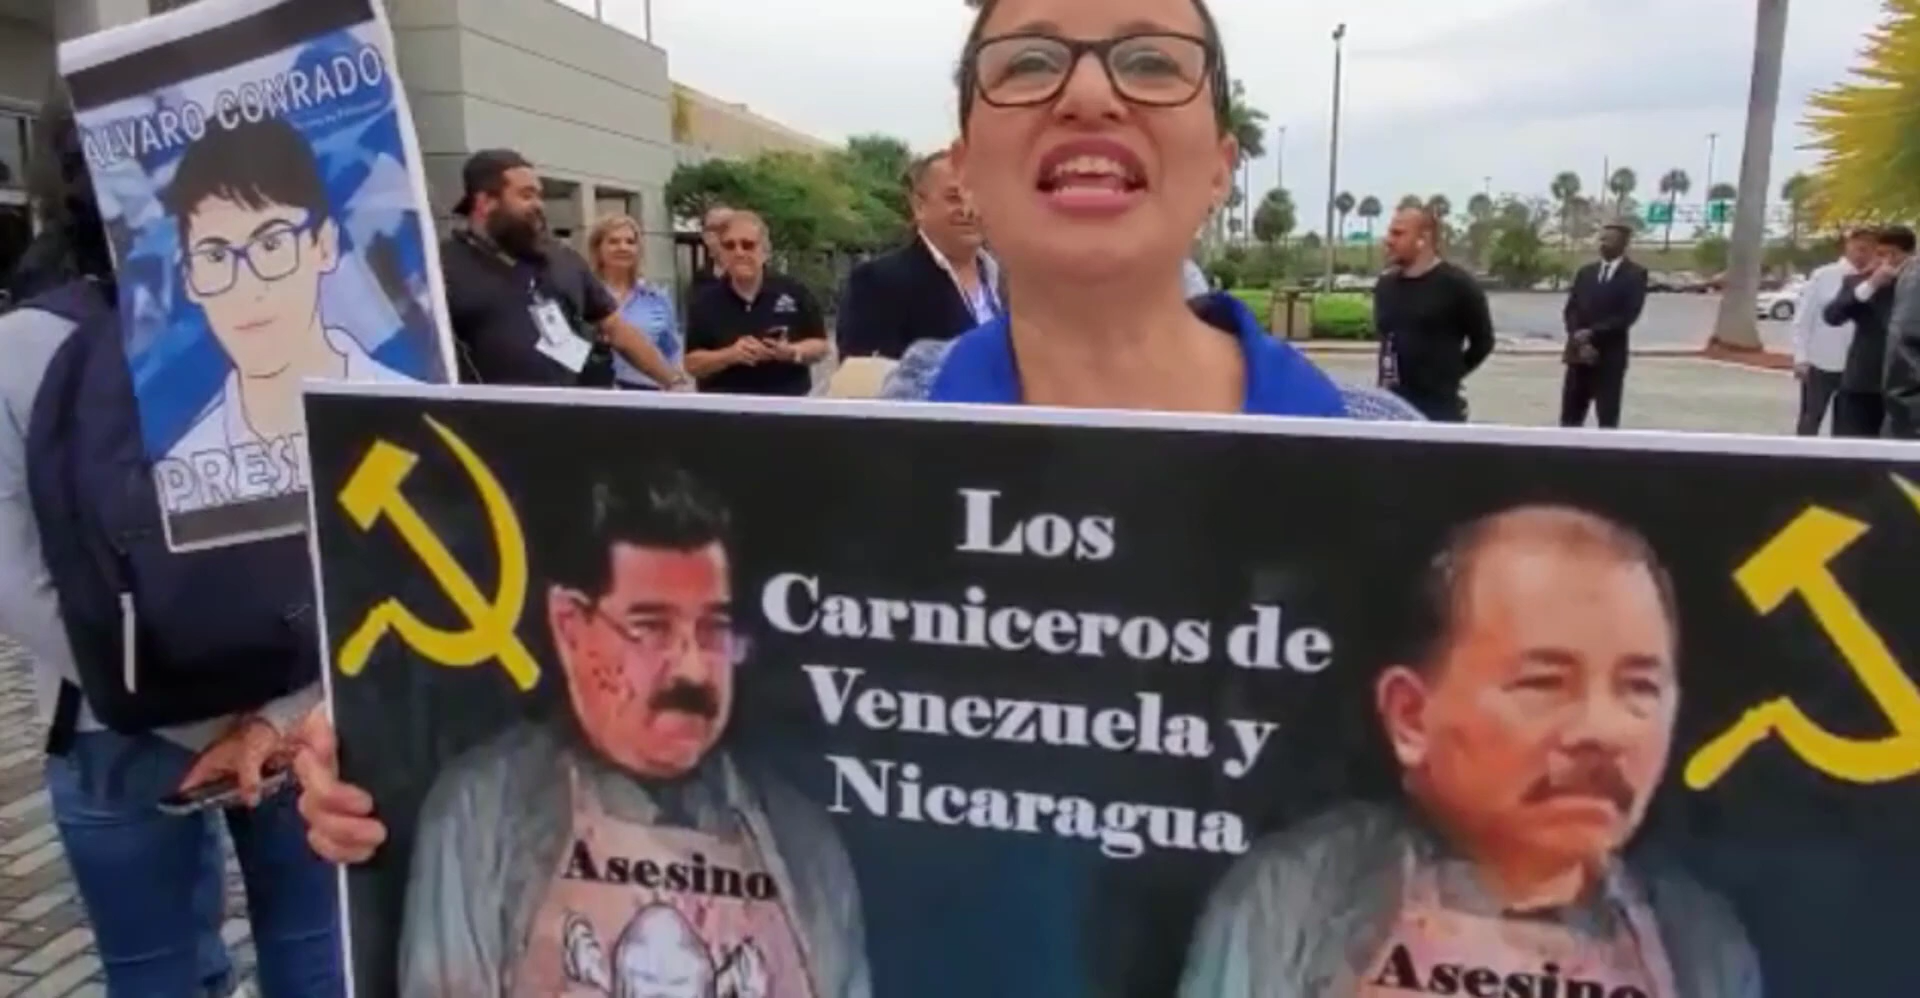 ALVARO CONRADO
PRES
Los
Carniceros de
Venezuela y
Nicaragua
Asesino
Asesino